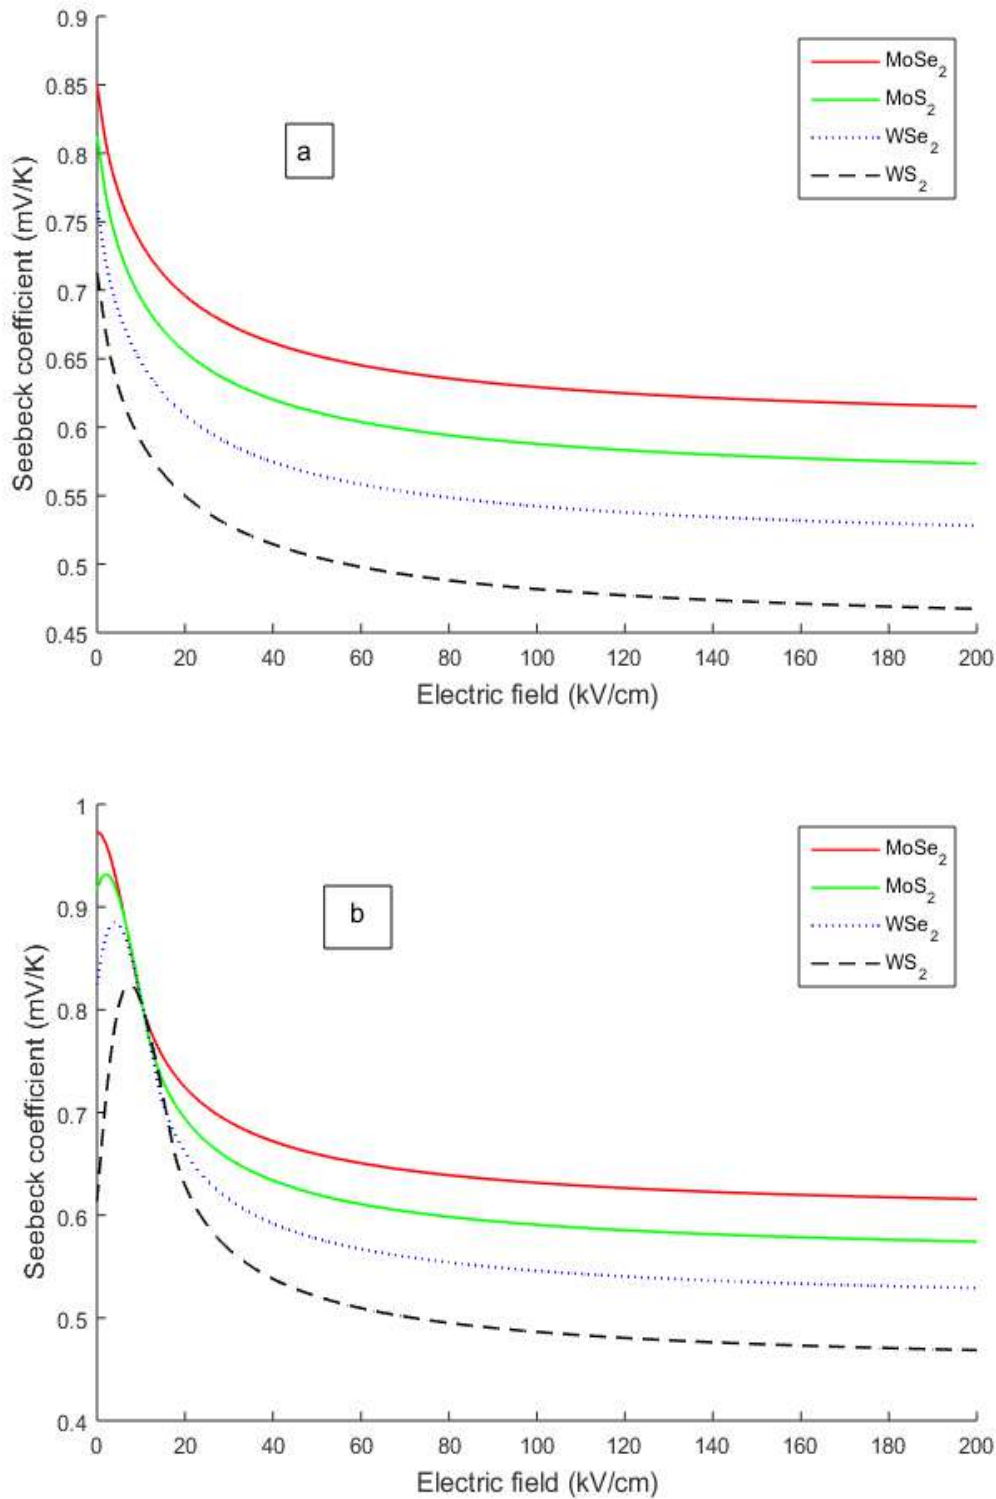 0.9
0.85
0.8
0.75
0.7
0.65
0.6
0.55
0.5
0.45
Seebeck coefficient (mV/K)
a
MoSe2
MoS2
WSe2
WS2
0 20 40 60 80 100 120 140 160 180 200
Electric field (kV/cm)
1
0.9
0.8
0.7
0.6
0.5
0.4
Seebeck coefficient (mV/K)
b
MoSe2
MoS2
WSe2
WS2
0 20 40 60 80 100 120 140 160 180 200
Electric field (kV/cm)